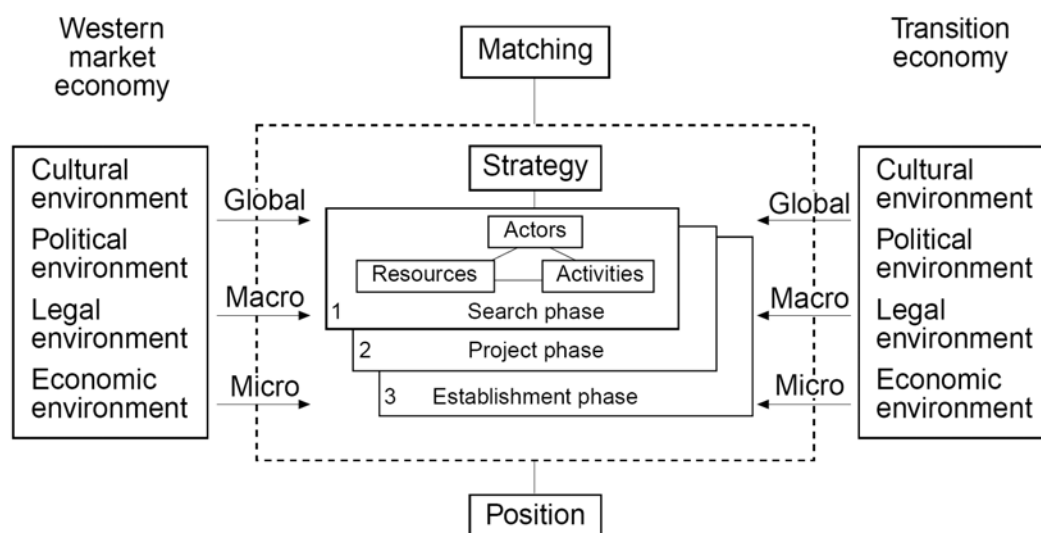 Western
market
economy
Matching
Transition
economy
Cultural
environment
Political
environment
Legal
environment
Economic
environment
Global
Macro
Micro
Strategy
Actors
Resources
Activities
1
Search phase
2
Project phase
3
Establishment phase
Global
Macro
Micro
Cultural
environment
Political
environment
Legal
environment
Economic
environment
Position